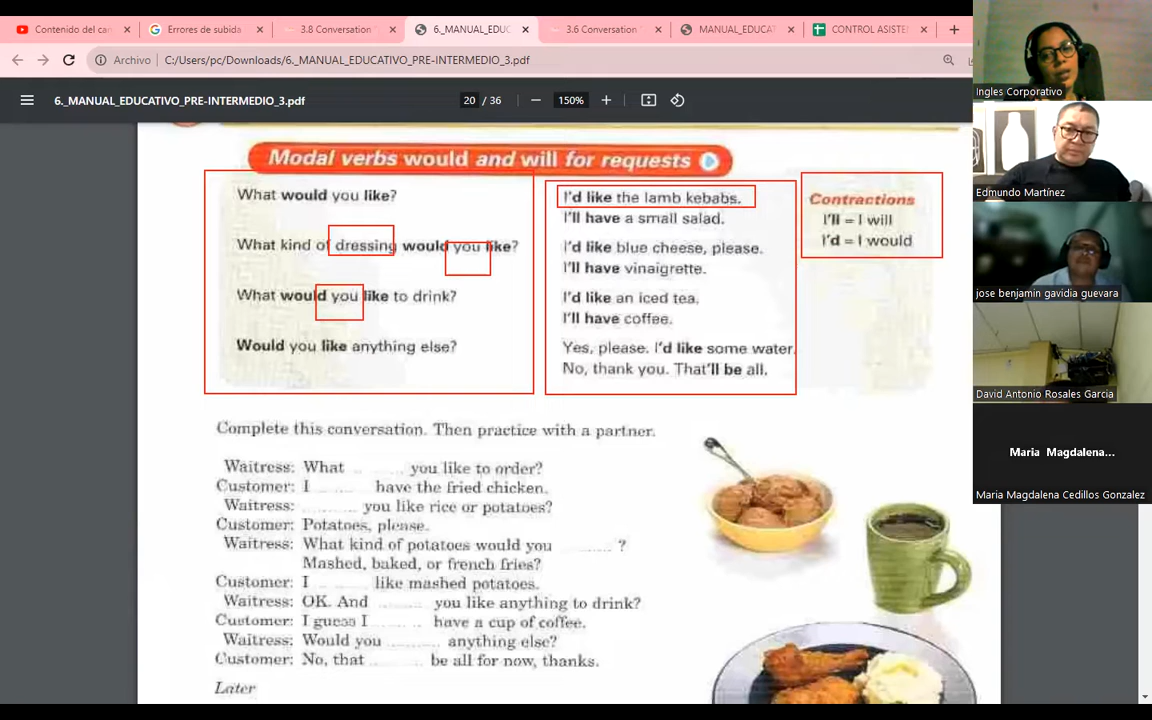 Contenido del car
Errores de subida
3.8 Conversation
6._MANUAL_EDUC
3.6 Conversation
MANUAL_EDUCA
CONTROL ASISTE
Archivo
C:/Users/pc/Downloads/6._MANUAL_EDUCATIVO_PRE-INTERMEDIO_3.pdf
6._MANUAL_EDUCATIVO_PRE-INTERMEDIO_3.pdf
20 / 36
150%
Modal verbs would and will for requests
What would you like?
What kind of dressing would you like?
What would you like to drink?
Would you like anything else?
I'd like the lamb kebabs.
I'll have a small salad.
I'd like blue cheese, please.
I'll have vinaigrette.
I'd like an iced tea.
I'll have coffee.
Yes, please. I'd like some water.
No, thank you. That'll be all.
Contractions
I'll = I will
I'd = I would
Complete this conversation. Then practice with a partner.
Waitress: What ........ you like to order?
Customer: I ........ have the fried chicken.
Waitress: ........ you like rice or potatoes?
Customer: Potatoes, please.
Waitress: What kind of potatoes would you ........ ?
Mashed, baked, or french fries?
Customer: I ........ like mashed potatoes.
Waitress: OK. And ........ you like anything to drink?
Customer: I guess I ........ have a cup of coffee.
Waitress: Would you ........ anything else?
Customer: No, that ........ be all for now, thanks.
Later
Ingles Corporativo
Edmundo Martínez
jose benjamin gavidia guevara
David Antonio Rosales Garcia
Maria Magdalena...
Maria Magdalena Cedillos Gonzalez